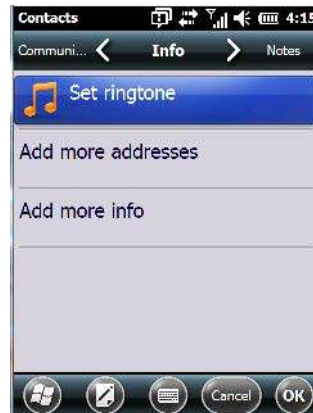 Contacts 4:15
Communi... Info Notes
Set ringtone
Add more addresses
Add more info
Cancel OK